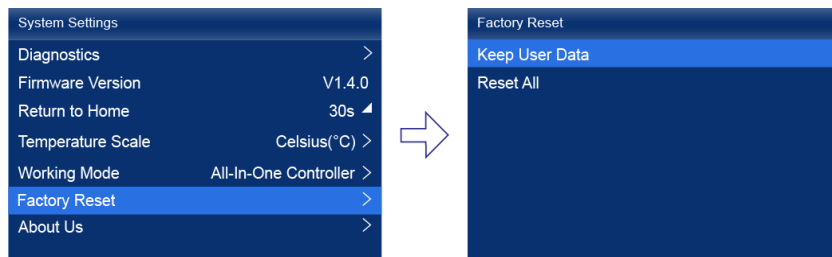 System Settings
Diagnostics >
Firmware Version V1.4.0
Return to Home 30s
Temperature Scale Celsius(°C) >
Working Mode All-In-One Controller >
Factory Reset >
About Us >
Factory Reset
Keep User Data
Reset All